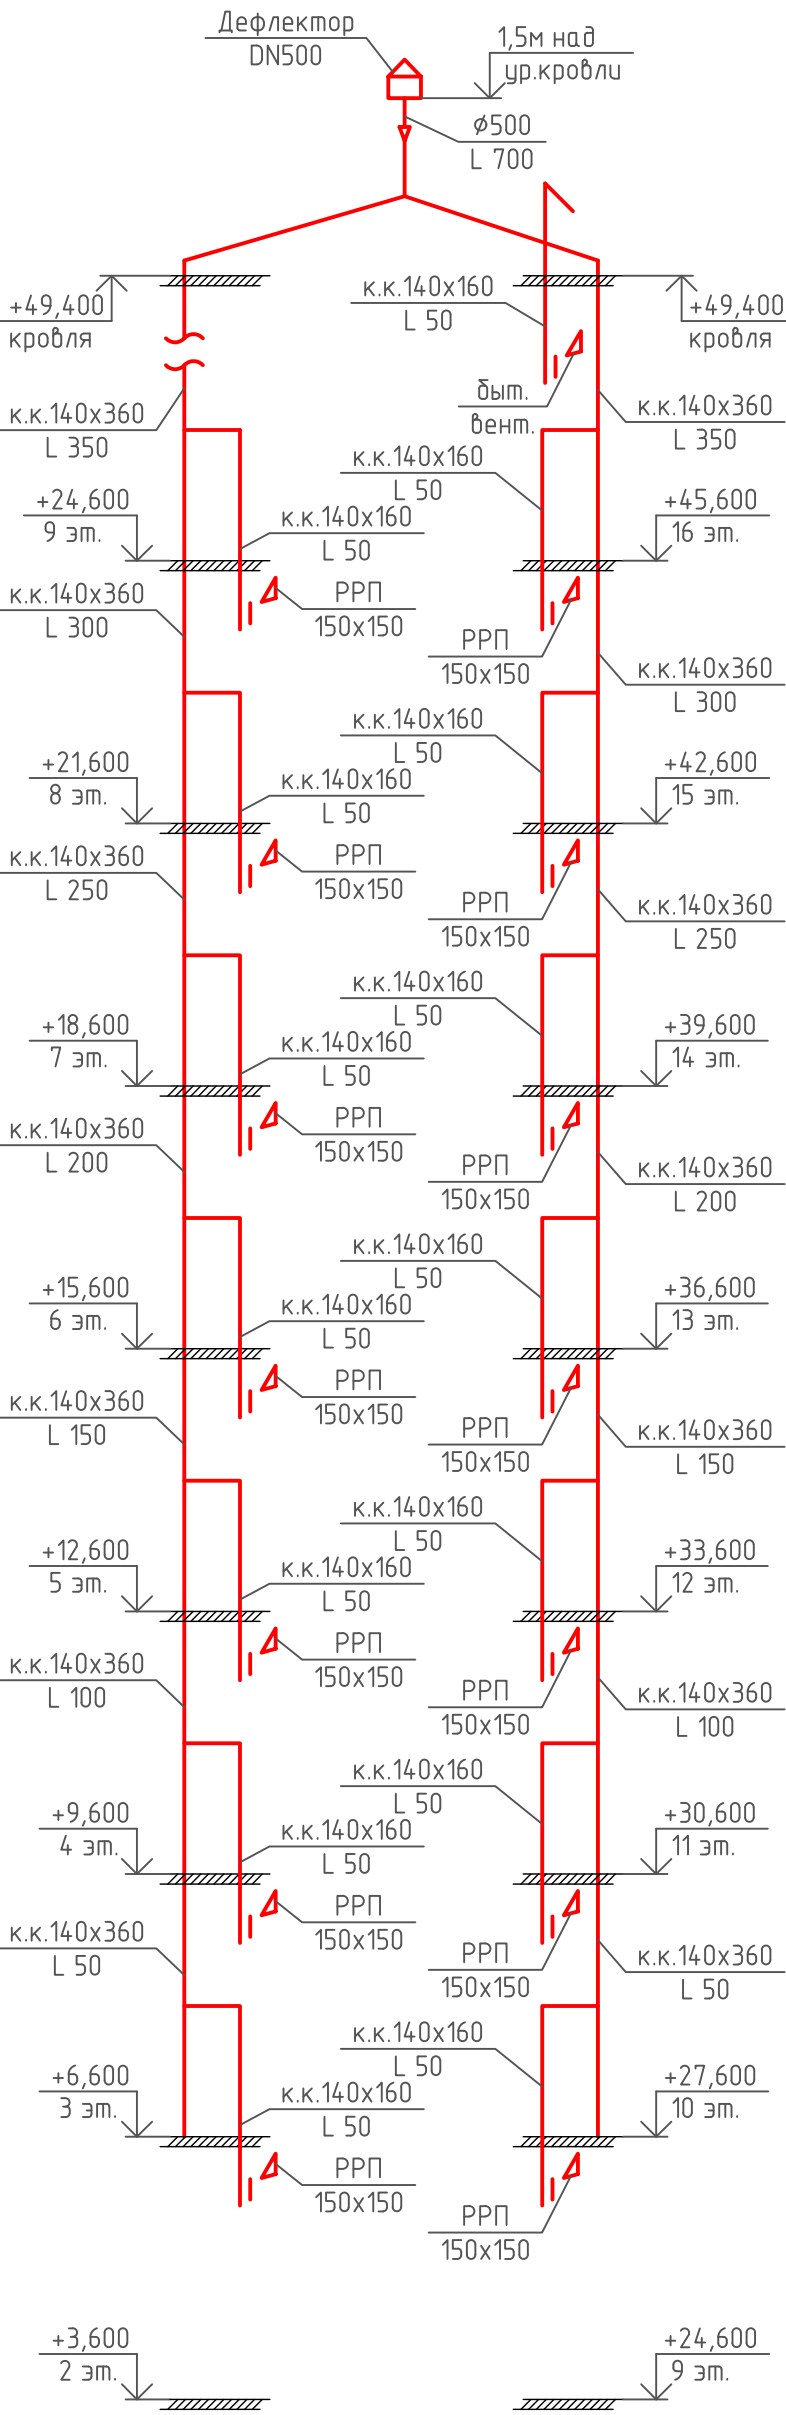 Дефлектор
DN500
1,5м над
ур.кровли
ϕ500
L 700
+49,400
кровля
к.к.140х160
L 50
+49,400
кровля
быт.
вент.
к.к.140х360
L 350
к.к.140х360
L 350
к.к.140х160
L 50
+24,600
9 эт.
к.к.140х160
L 50
+45,600
16 эт.
к.к.140х360
L 300
РРП
150х150
РРП
150х150
к.к.140х360
L 300
к.к.140х160
L 50
+21,600
8 эт.
к.к.140х160
L 50
+42,600
15 эт.
к.к.140х360
L 250
РРП
150х150
РРП
150х150
к.к.140х360
L 250
к.к.140х160
L 50
+18,600
7 эт.
к.к.140х160
L 50
+39,600
14 эт.
к.к.140х360
L 200
РРП
150х150
РРП
150х150
к.к.140х360
L 200
к.к.140х160
L 50
+15,600
6 эт.
к.к.140х160
L 50
+36,600
13 эт.
к.к.140х360
L 150
РРП
150х150
РРП
150х150
к.к.140х360
L 150
к.к.140х160
L 50
+12,600
5 эт.
к.к.140х160
L 50
+33,600
12 эт.
к.к.140х360
L 100
РРП
150х150
РРП
150х150
к.к.140х360
L 100
к.к.140х160
L 50
+9,600
4 эт.
к.к.140х160
L 50
+30,600
11 эт.
к.к.140х360
L 50
РРП
150х150
РРП
150х150
к.к.140х360
L 50
к.к.140х160
L 50
+6,600
3 эт.
к.к.140х160
L 50
+27,600
10 эт.
РРП
150х150
РРП
150х150
+3,600
2 эт.
+24,600
9 эт.